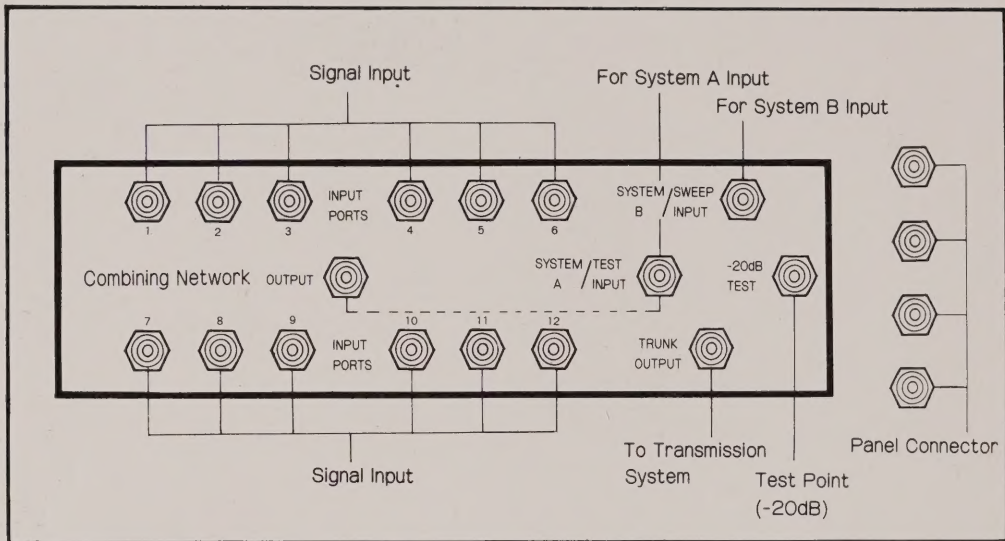 Signal Input
For System A Input
For System B Input
INPUT
PORTS
SYSTEM
B
/
SWEEP
INPUT
1
2
3
4
5
6
Combining Network
OUTPUT
SYSTEM
A
/
TEST
INPUT
-20dB
TEST
7
8
9
10
11
12
INPUT
PORTS
TRUNK
OUTPUT
Signal Input
To Transmission
System
Test Point
(-20dB)
Panel Connector